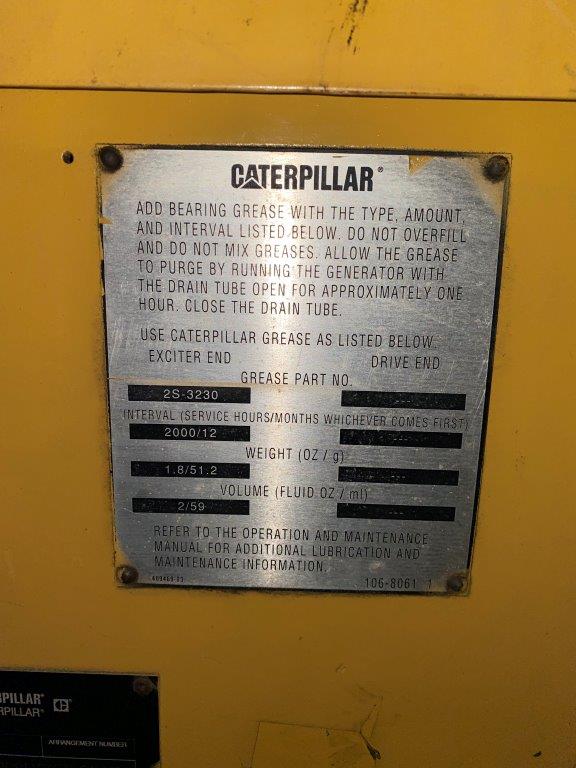 CATERPILLAR®
ADD BEARING GREASE WITH THE TYPE, AMOUNT,
AND INTERVAL LISTED BELOW. DO NOT OVERFILL
AND DO NOT MIX GREASES. ALLOW THE GREASE
TO PURGE BY RUNNING THE GENERATOR WITH
THE DRAIN TUBE OPEN FOR APPROXIMATELY ONE
HOUR. CLOSE THE DRAIN TUBE.
USE CATERPILLAR GREASE AS LISTED BELOW.
EXCITER END DRIVE END
GREASE PART NO.
2S-3230 ---
INTERVAL (SERVICE HOURS/MONTHS WHICHEVER COMES FIRST)
2000/12 ---
WEIGHT (OZ / g)
1.8/51.2 ---
VOLUME (FLUID OZ / ml)
2/59 ---
REFER TO THE OPERATION AND MAINTENANCE
MANUAL FOR ADDITIONAL LUBRICATION AND
MAINTENANCE INFORMATION.
106-8061 1
RPILLAR®
RPILLAR®
ARRANGEMENT NUMBER